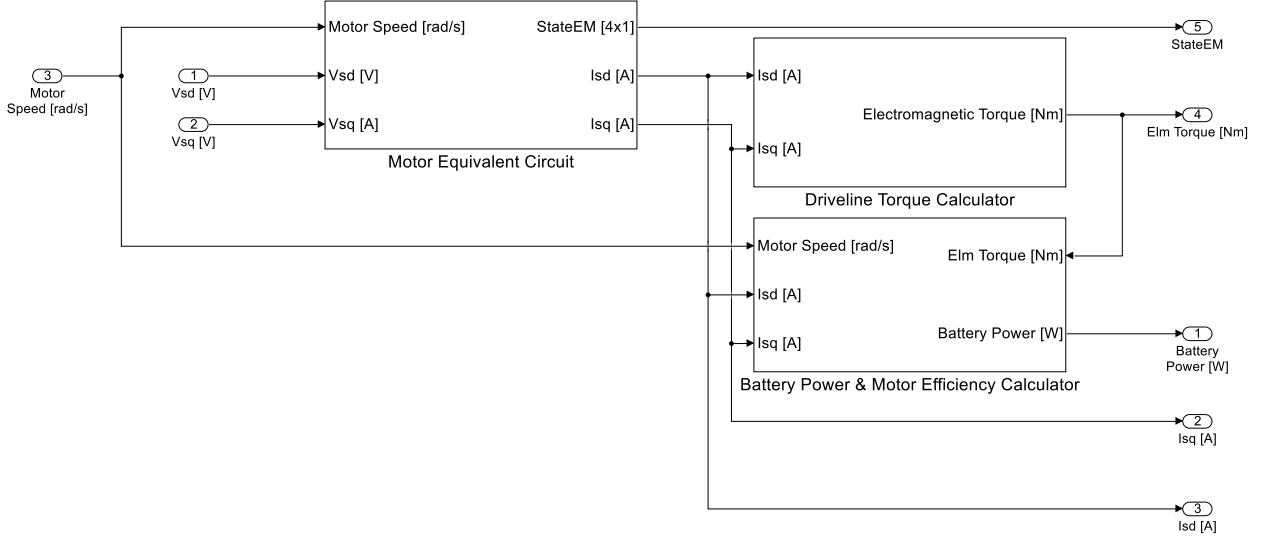 3
Motor
Speed [rad/s]
1
Vsd [V]
2
Vsq [V]
Motor Speed [rad/s]
Vsd [V]
Vsq [A]
StateEM [4x1]
Isd [A]
Isq [A]
Motor Equivalent Circuit
Isd [A]
Isq [A]
Electromagnetic Torque [Nm]
Driveline Torque Calculator
Motor Speed [rad/s]
Isd [A]
Isq [A]
Elm Torque [Nm]
Battery Power [W]
Battery Power & Motor Efficiency Calculator
5
StateEM
4
Elm Torque [Nm]
1
Battery
Power [W]
2
Isq [A]
3
Isd [A]